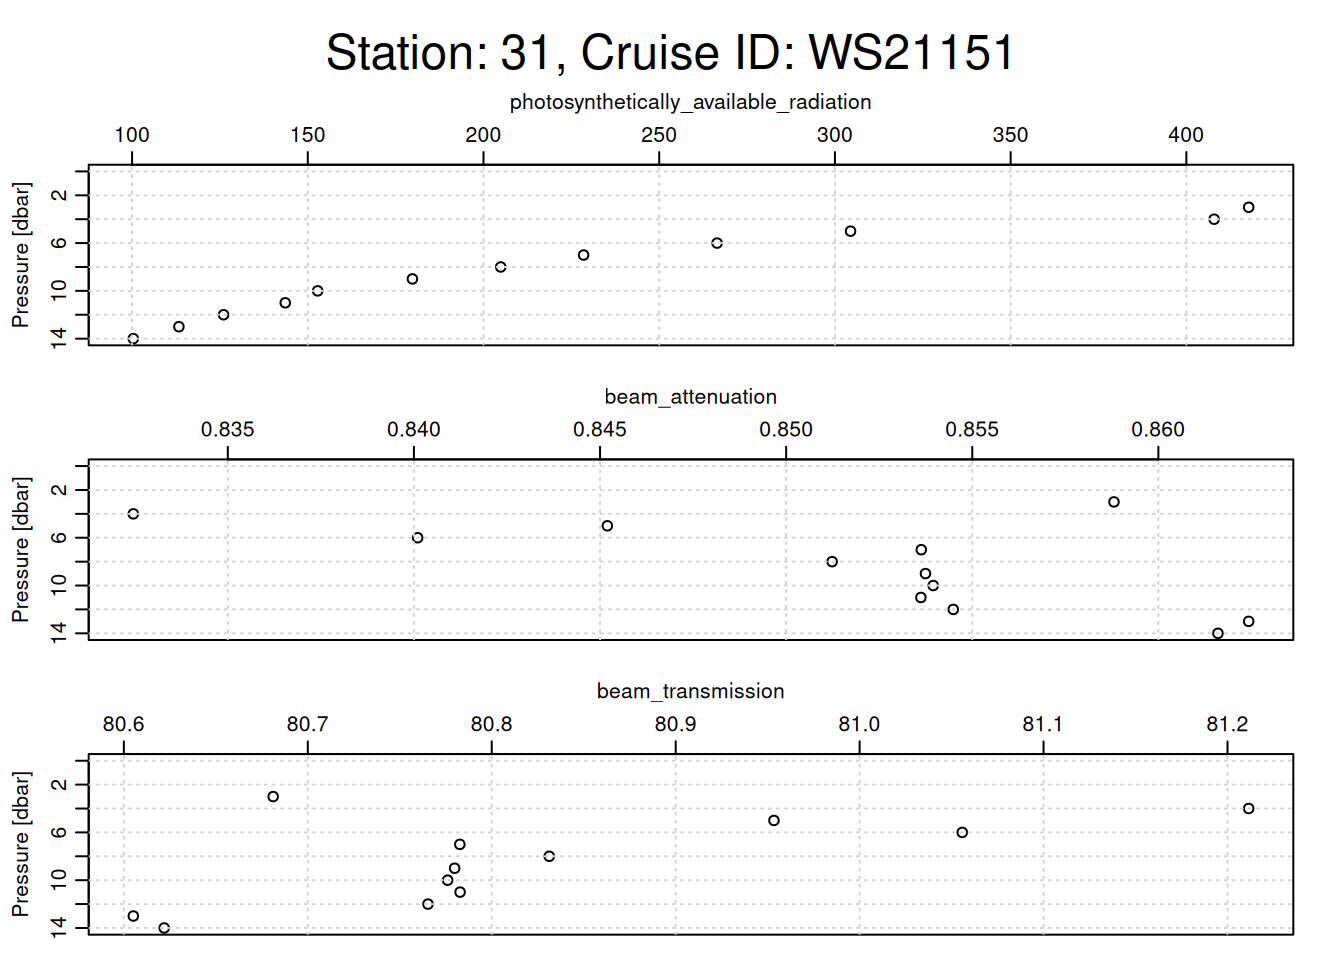 Station: 31, Cruise ID: WS21151
photosynthetically_available_radiation
100 150 200 250 300 350 400
Pressure [dbar]
2
6
10
14
beam_attenuation
0.835 0.840 0.845 0.850 0.855 0.860
Pressure [dbar]
2
6
10
14
beam_transmission
80.6 80.7 80.8 80.9 81.0 81.1 81.2
Pressure [dbar]
2
6
10
14